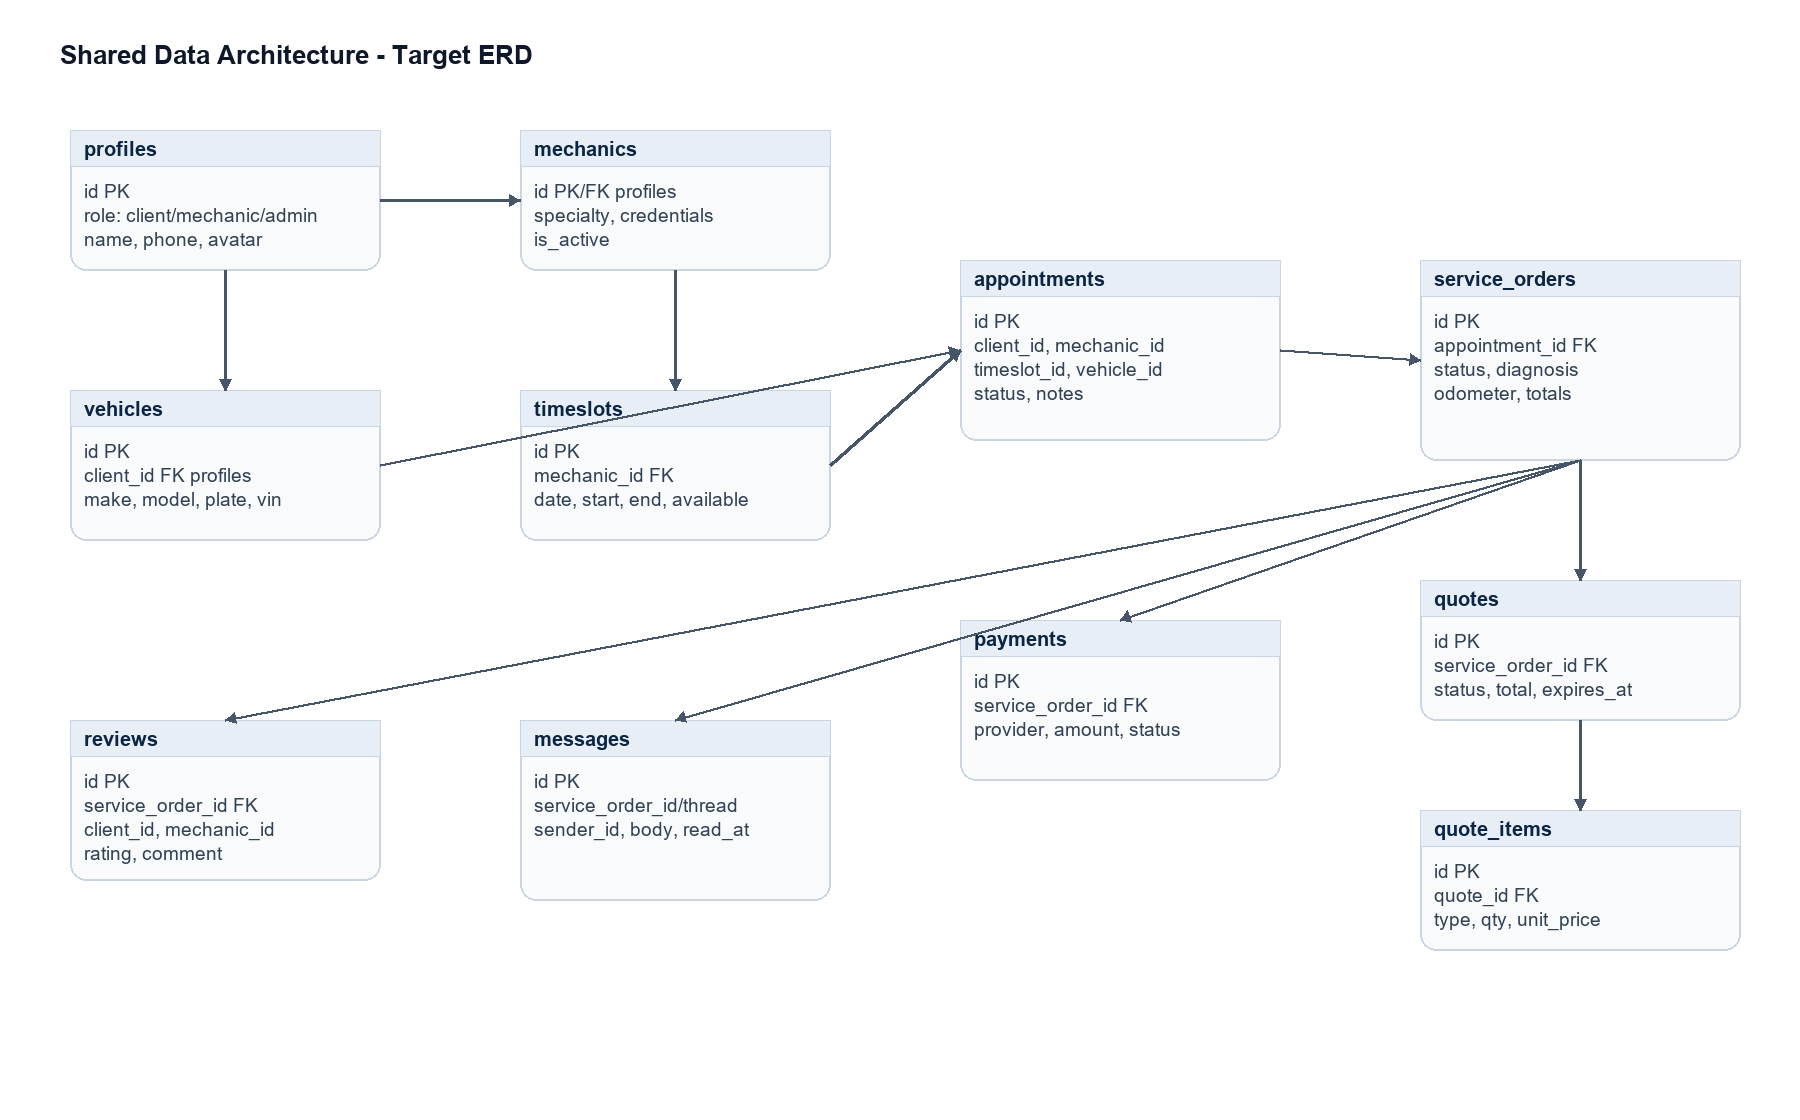 Shared Data Architecture - Target ERD
profiles
id PK
role: client/mechanic/admin
name, phone, avatar
mechanics
id PK/FK profiles
specialty, credentials
is_active
appointments
id PK
client_id, mechanic_id
timeslot_id, vehicle_id
status, notes
service_orders
id PK
appointment_id FK
status, diagnosis
odometer, totals
vehicles
id PK
client_id FK profiles
make, model, plate, vin
timeslots
id PK
mechanic_id FK
date, start, end, available
quotes
id PK
service_order_id FK
status, total, expires_at
payments
id PK
service_order_id FK
provider, amount, status
reviews
id PK
service_order_id FK
client_id, mechanic_id
rating, comment
messages
id PK
service_order_id/thread
sender_id, body, read_at
quote_items
id PK
quote_id FK
type, qty, unit_price